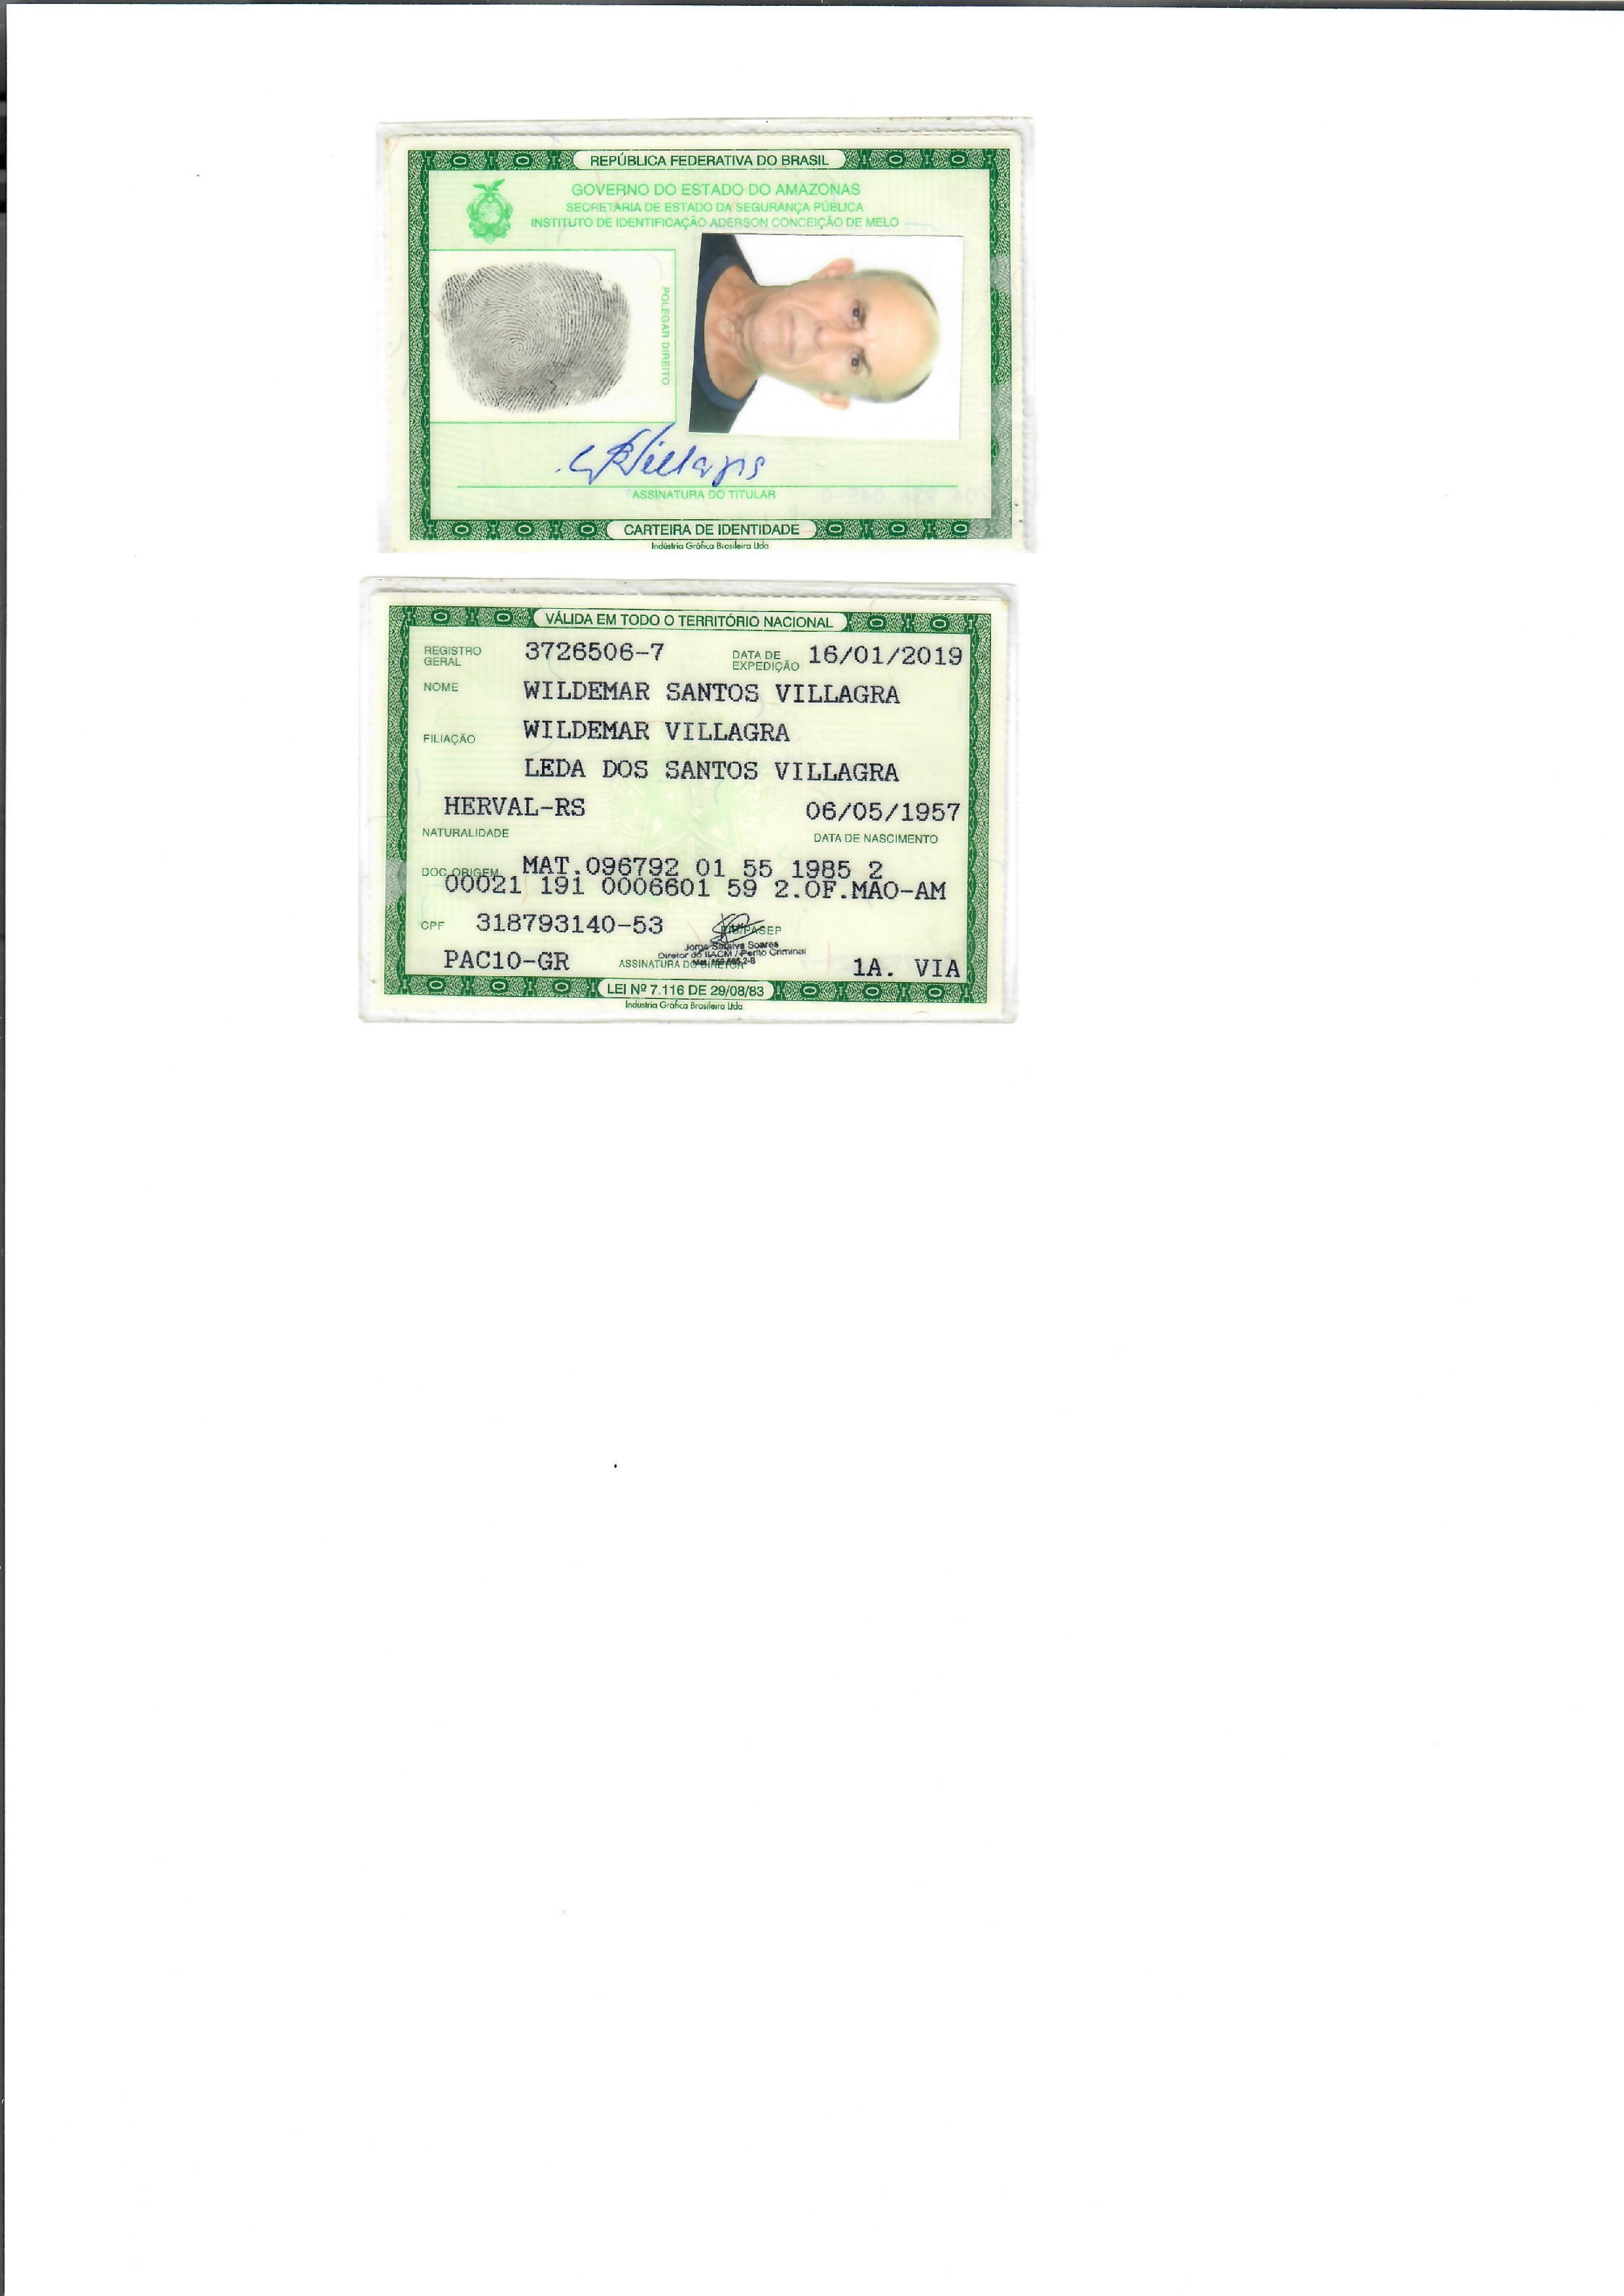 REPÚBLICA FEDERATIVA DO BRASIL
GOVERNO DO ESTADO DO AMAZONAS
SECRETARIA DE ESTADO DA SEGURANÇA PÚBLICA
INSTITUTO DE IDENTIFICAÇÃO ADERSON CONCEIÇÃO DE MELO
POLEGAR DIREITO
Villagra
ASSINATURA DO TITULAR
CARTEIRA DE IDENTIDADE
Indústria Gráfica Brasileira Ltda
VÁLIDA EM TODO O TERRITÓRIO NACIONAL
REGISTRO GERAL 3726506-7 DATA DE EXPEDIÇÃO 16/01/2019
NOME WILDEMAR SANTOS VILLAGRA
FILIAÇÃO WILDEMAR VILLAGRA
LEDA DOS SANTOS VILLAGRA
HERVAL-RS 06/05/1957
NATURALIDADE DATA DE NASCIMENTO
DOC.ORIGEM MAT.096792 01 55 1985 2
00021 191 0006601 59 2.OF.MAO-AM
CPF 318793140-53 PIS/PASEP
Diretor do IIACM / Perito Criminal
PAC10-GR ASSINATURA DO DIRETOR 1A. VIA
LEI Nº 7.116 DE 29/08/83
Indústria Gráfica Brasileira Ltda.